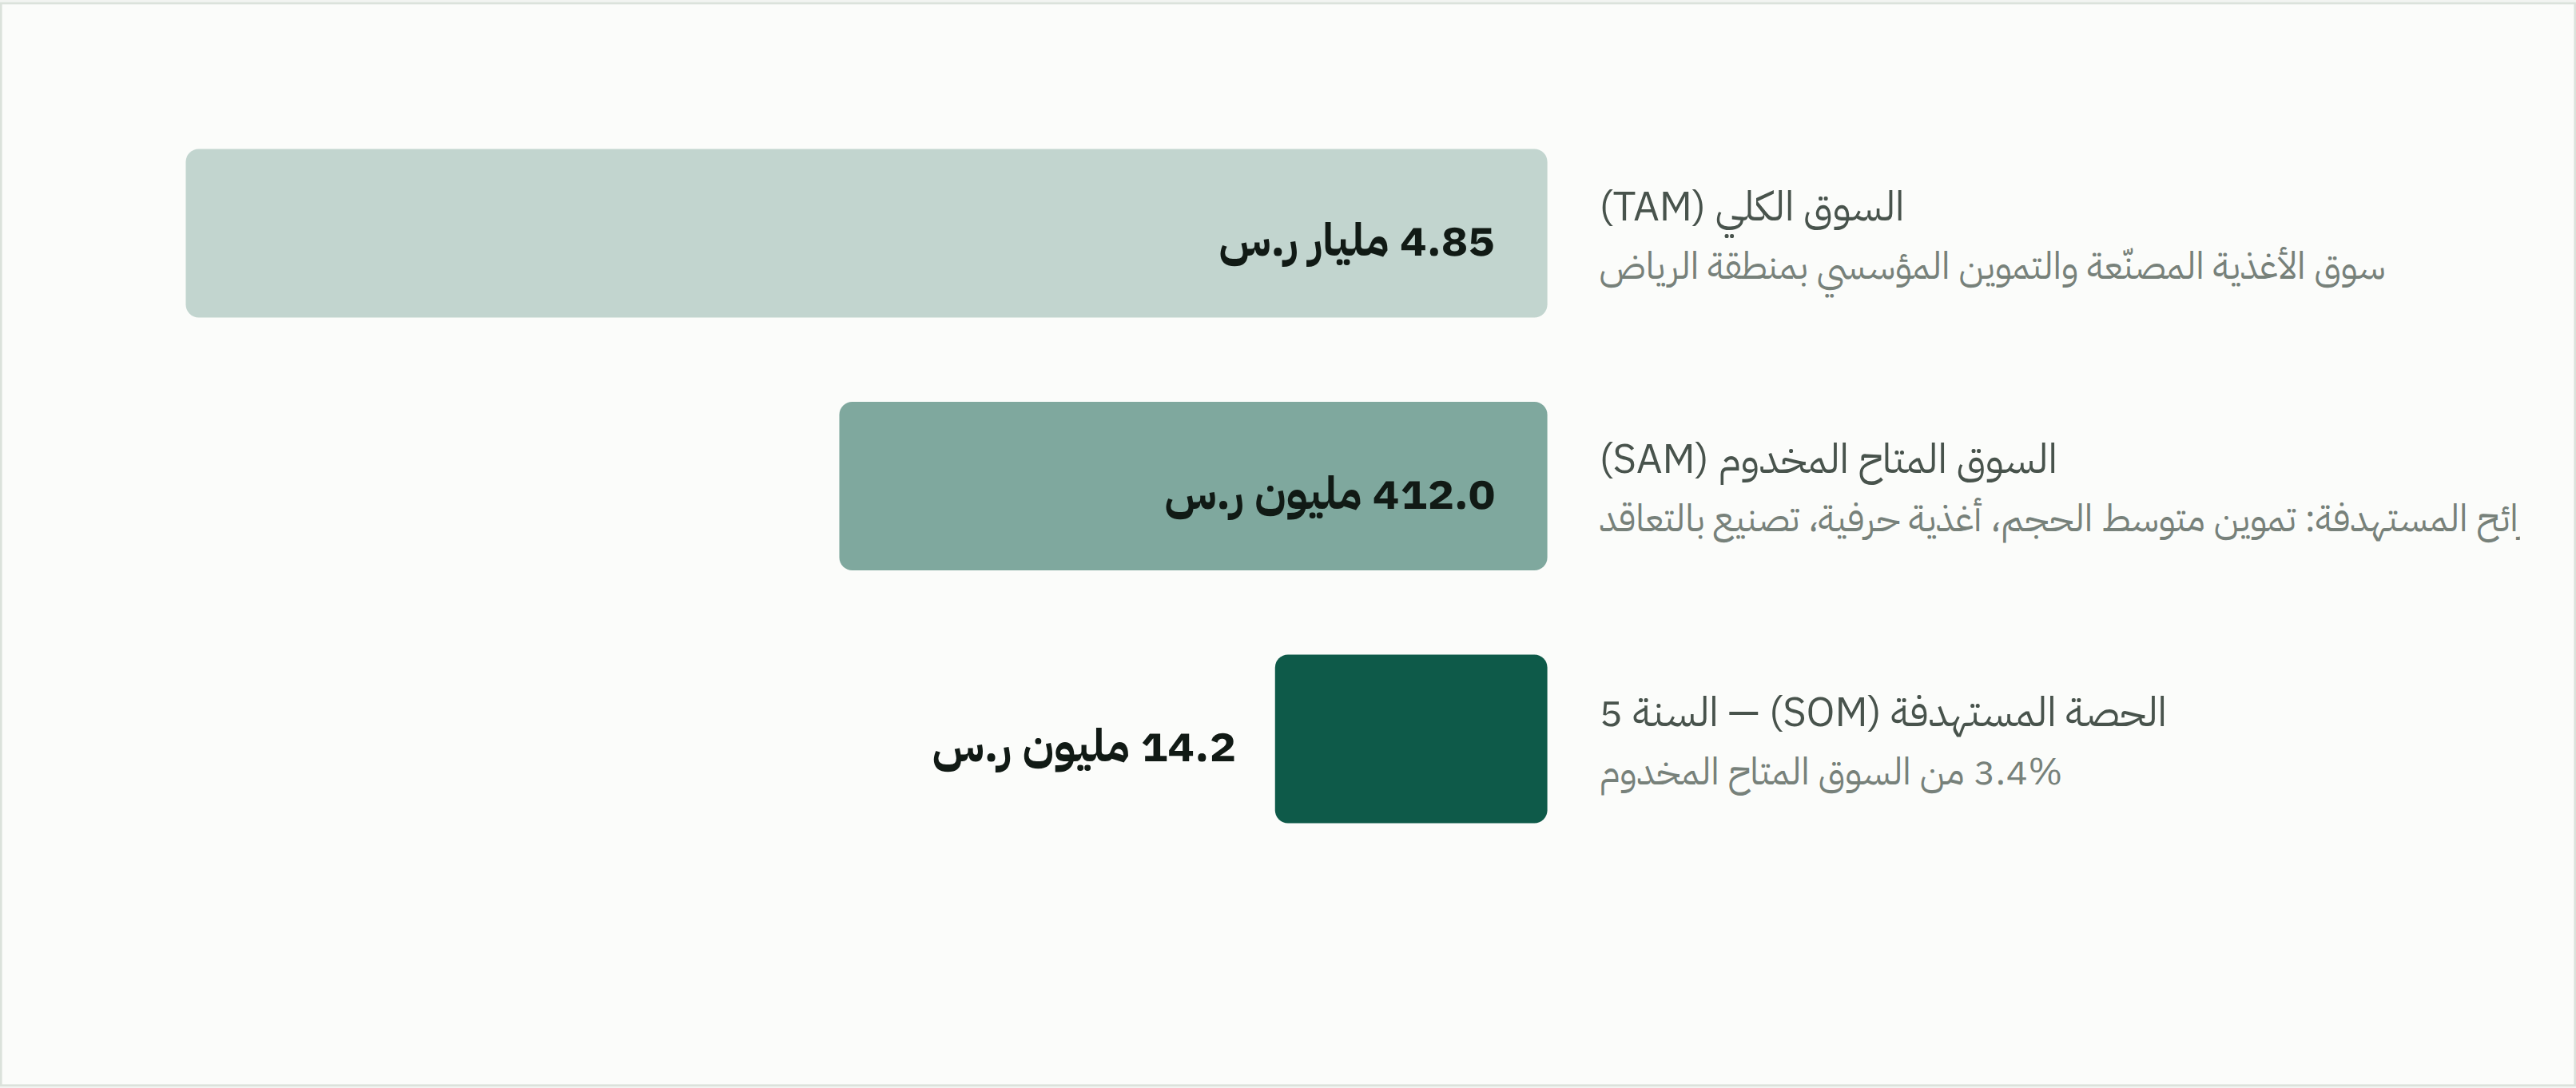 السوق الكلي (TAM)
سوق الأغذية المصنّعة والتموين المؤسسي بمنطقة الرياض
4.85 مليار ر.س
السوق المتاح المخدوم (SAM)
المستهدفة: تموين متوسط الحجم، أغذية حرفية، تصنيع بالتعاقد
412.0 مليون ر.س
الحصة المستهدفة (SOM) — السنة 5
3.4% من السوق المتاح المخدوم
14.2 مليون ر.س